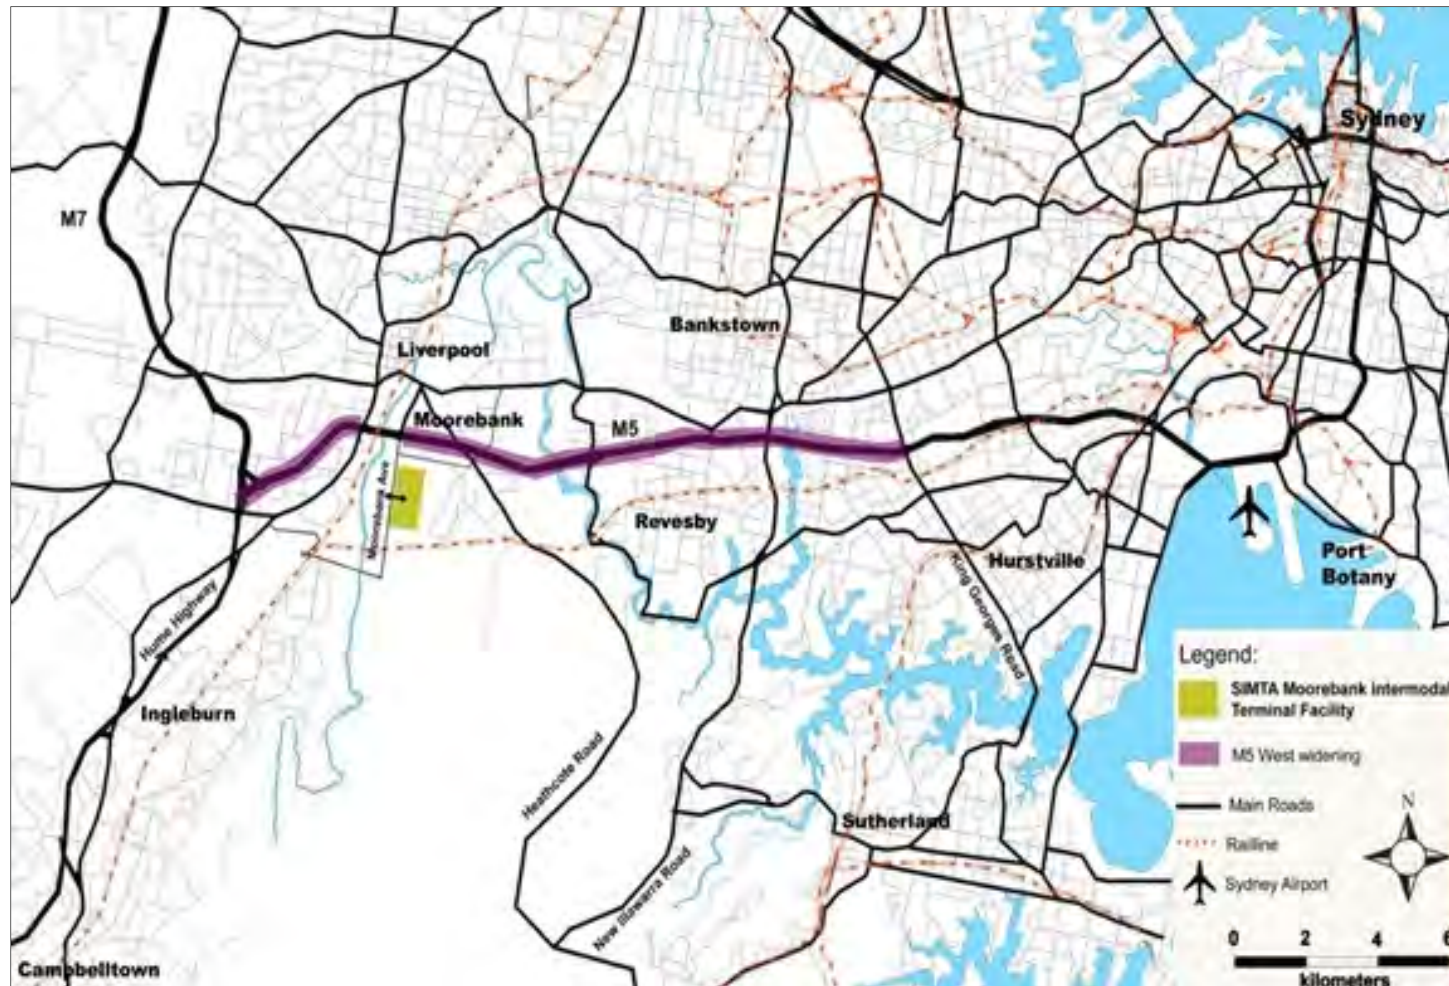 Sydney
M7
Bankstown
Liverpool
Moorebank
M5
Moorebank Ave
Revesby
Hurstville
Port
Botany
King Georges Road
Hume Highway
Ingleburn
Heathcote Road
Sutherland
New Illawarra Road
Campbelltown
Legend:
SIMTA Moorebank Intermodal
Terminal Facility
M5 West widening
Main Roads
Railline
Sydney Airport
N
0 2 4 6
kilometers